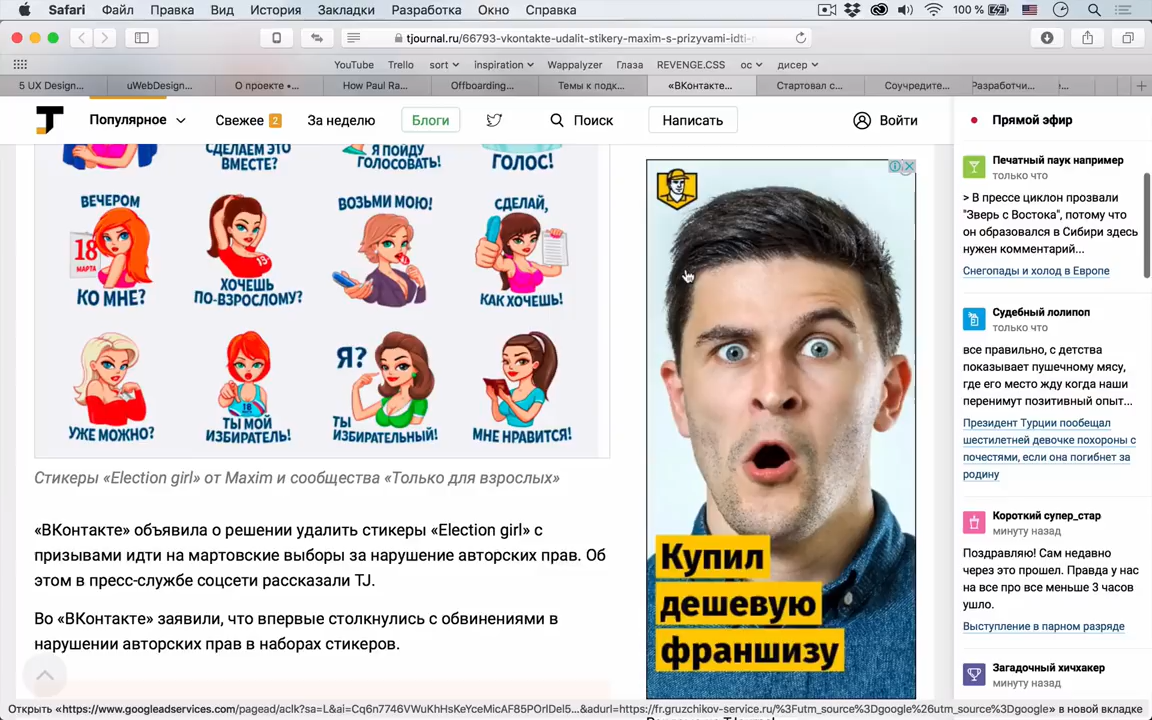 Safari Файл Правка Вид История Закладки Разработка Окно Справка 100 %
tjournal.ru/66793-vkontakte-udalit-stikery-maxim-s-prizyvami-idti-
YouTube Trello sort inspiration Wappalyzer Глаза REVENGE.CSS ос дисер
5 UX Design... uWebDesign... О проекте •... How Paul Ra... Offboarding... Темы к подк... «ВКонтакте... Стартовал с... Соучредите... Разработчи...
Популярное Свежее 2 За неделю Блоги Поиск Написать Войти
Прямой эфир
СДЕЛАЕМ ЭТО
ВМЕСТЕ?
Я ПОЙДУ
ГОЛОСОВАТЬ!
ГОЛОС!
ВЕЧЕРОМ
18
МАРТА
КО МНЕ?
ХОЧЕШЬ
ПО-ВЗРОСЛОМУ?
ВОЗЬМИ МОЮ!
СДЕЛАЙ,
КАК ХОЧЕШЬ!
УЖЕ МОЖНО?
18
ТЫ МОЙ
ИЗБИРАТЕЛЬ!
Я?
ТЫ
ИЗБИРАТЕЛЬНЫЙ!
МНЕ НРАВИТСЯ!
Стикеры «Election girl» от Maxim и сообщества «Только для взрослых»
«ВКонтакте» объявила о решении удалить стикеры «Election girl» с
призывами идти на мартовские выборы за нарушение авторских прав. Об
этом в пресс-службе соцсети рассказали TJ.
Во «ВКонтакте» заявили, что впервые столкнулись с обвинениями в
нарушении авторских прав в наборах стикеров.
Купил
дешевую
франшизу
Печатный паук например
только что
> В прессе циклон прозвали
"Зверь с Востока", потому что
он образовался в Сибири здесь
нужен комментарий...
Снегопады и холод в Европе
Судебный лолипоп
только что
все правильно, с детства
показывает пушечному мясу,
где его место жду когда наши
перенимут позитивный опыт...
Президент Турции пообещал
шестилетней девочке похороны с
почестями, если она погибнет за
родину
Короткий супер_стар
минуту назад
Поздравляю! Сам недавно
через это прошел. Правда у нас
на все про все меньше 3 часов
ушло.
Выступление в парном разряде
Загадочный хичхакер
минуту назад
Открыть «https://www.googleadservices.com/pagead/aclk?sa=L&ai=Cq6n7746VWuKhHsKeYceMicAF85POrIDel5...&adurl=https://fr.gruzchikov-service.ru/%3Futm_source%3Dgoogle%26utm_source%3Dgoogle» в новой вкладке